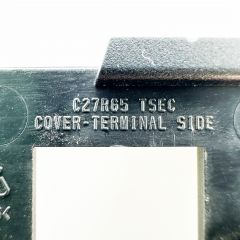 C27R65 TSEC
COVER-TERMINAL SIDE